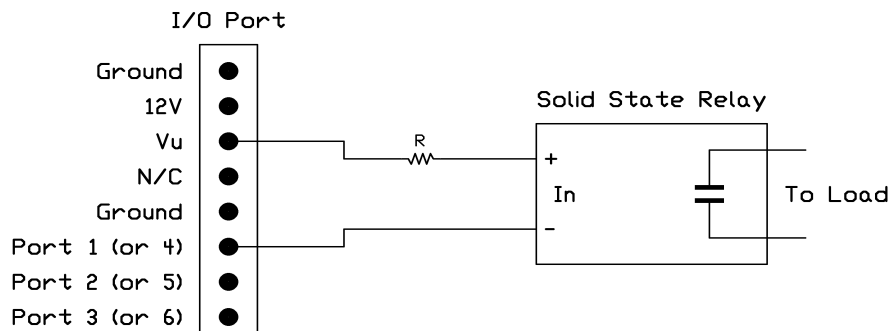 I/O Port
Ground
12V
Vu
N/C
Ground
Port 1 (or 4)
Port 2 (or 5)
Port 3 (or 6)
R
Solid State Relay
+
In
-
To Load